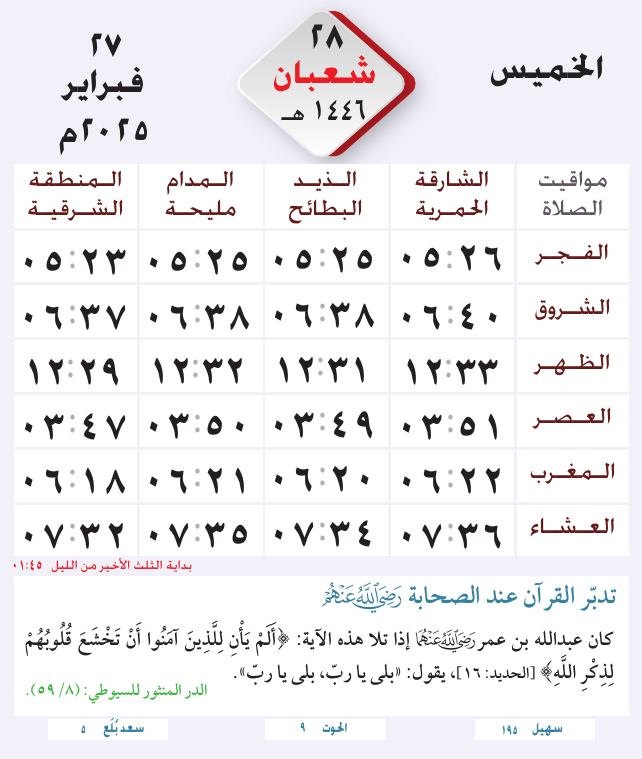 الخميس
٢٨
شعبان
١٤٤٦ هـ
٢٧
فبراير
٢٠٢٥م
مواقيت الصلاة | الشارقة الحمرية | الذيد البطائح | المدام مليحة | المنطقة الشرقية
الفجر ٠٥:٢٦ ٠٥:٢٥ ٠٥:٢٥ ٠٥:٢٣
الشروق ٠٦:٤٠ ٠٦:٣٨ ٠٦:٣٨ ٠٦:٣٧
الظهر ١٢:٣٣ ١٢:٣١ ١٢:٣٢ ١٢:٢٩
العصر ٠٣:٥١ ٠٣:٤٩ ٠٣:٥٠ ٠٣:٤٧
المغرب ٠٦:٢٢ ٠٦:٢٠ ٠٦:٢١ ٠٦:١٨
العشاء ٠٧:٣٦ ٠٧:٣٤ ٠٧:٣٥ ٠٧:٣٢
بداية الثلث الأخير من الليل ٠١:٤٥
تدبّر القرآن عند الصحابة رَضِيَ اللَّهُ عَنْهُمْ
كان عبدالله بن عمر رَضِيَ اللَّهُ عَنْهُمَا إذا تلا هذه الآية: ﴿أَلَمْ يَأْنِ لِلَّذِينَ آمَنُوا أَنْ تَخْشَعَ قُلُوبُهُمْ
لِذِكْرِ اللَّهِ﴾ [الحديد: ١٦]، يقول: «بلى يا ربّ، بلى يا ربّ».
الدر المنثور للسيوطي: (٨/ ٥٩).
سهيل ١٩٥
الحوت ٩
سعد بُلَع ٥